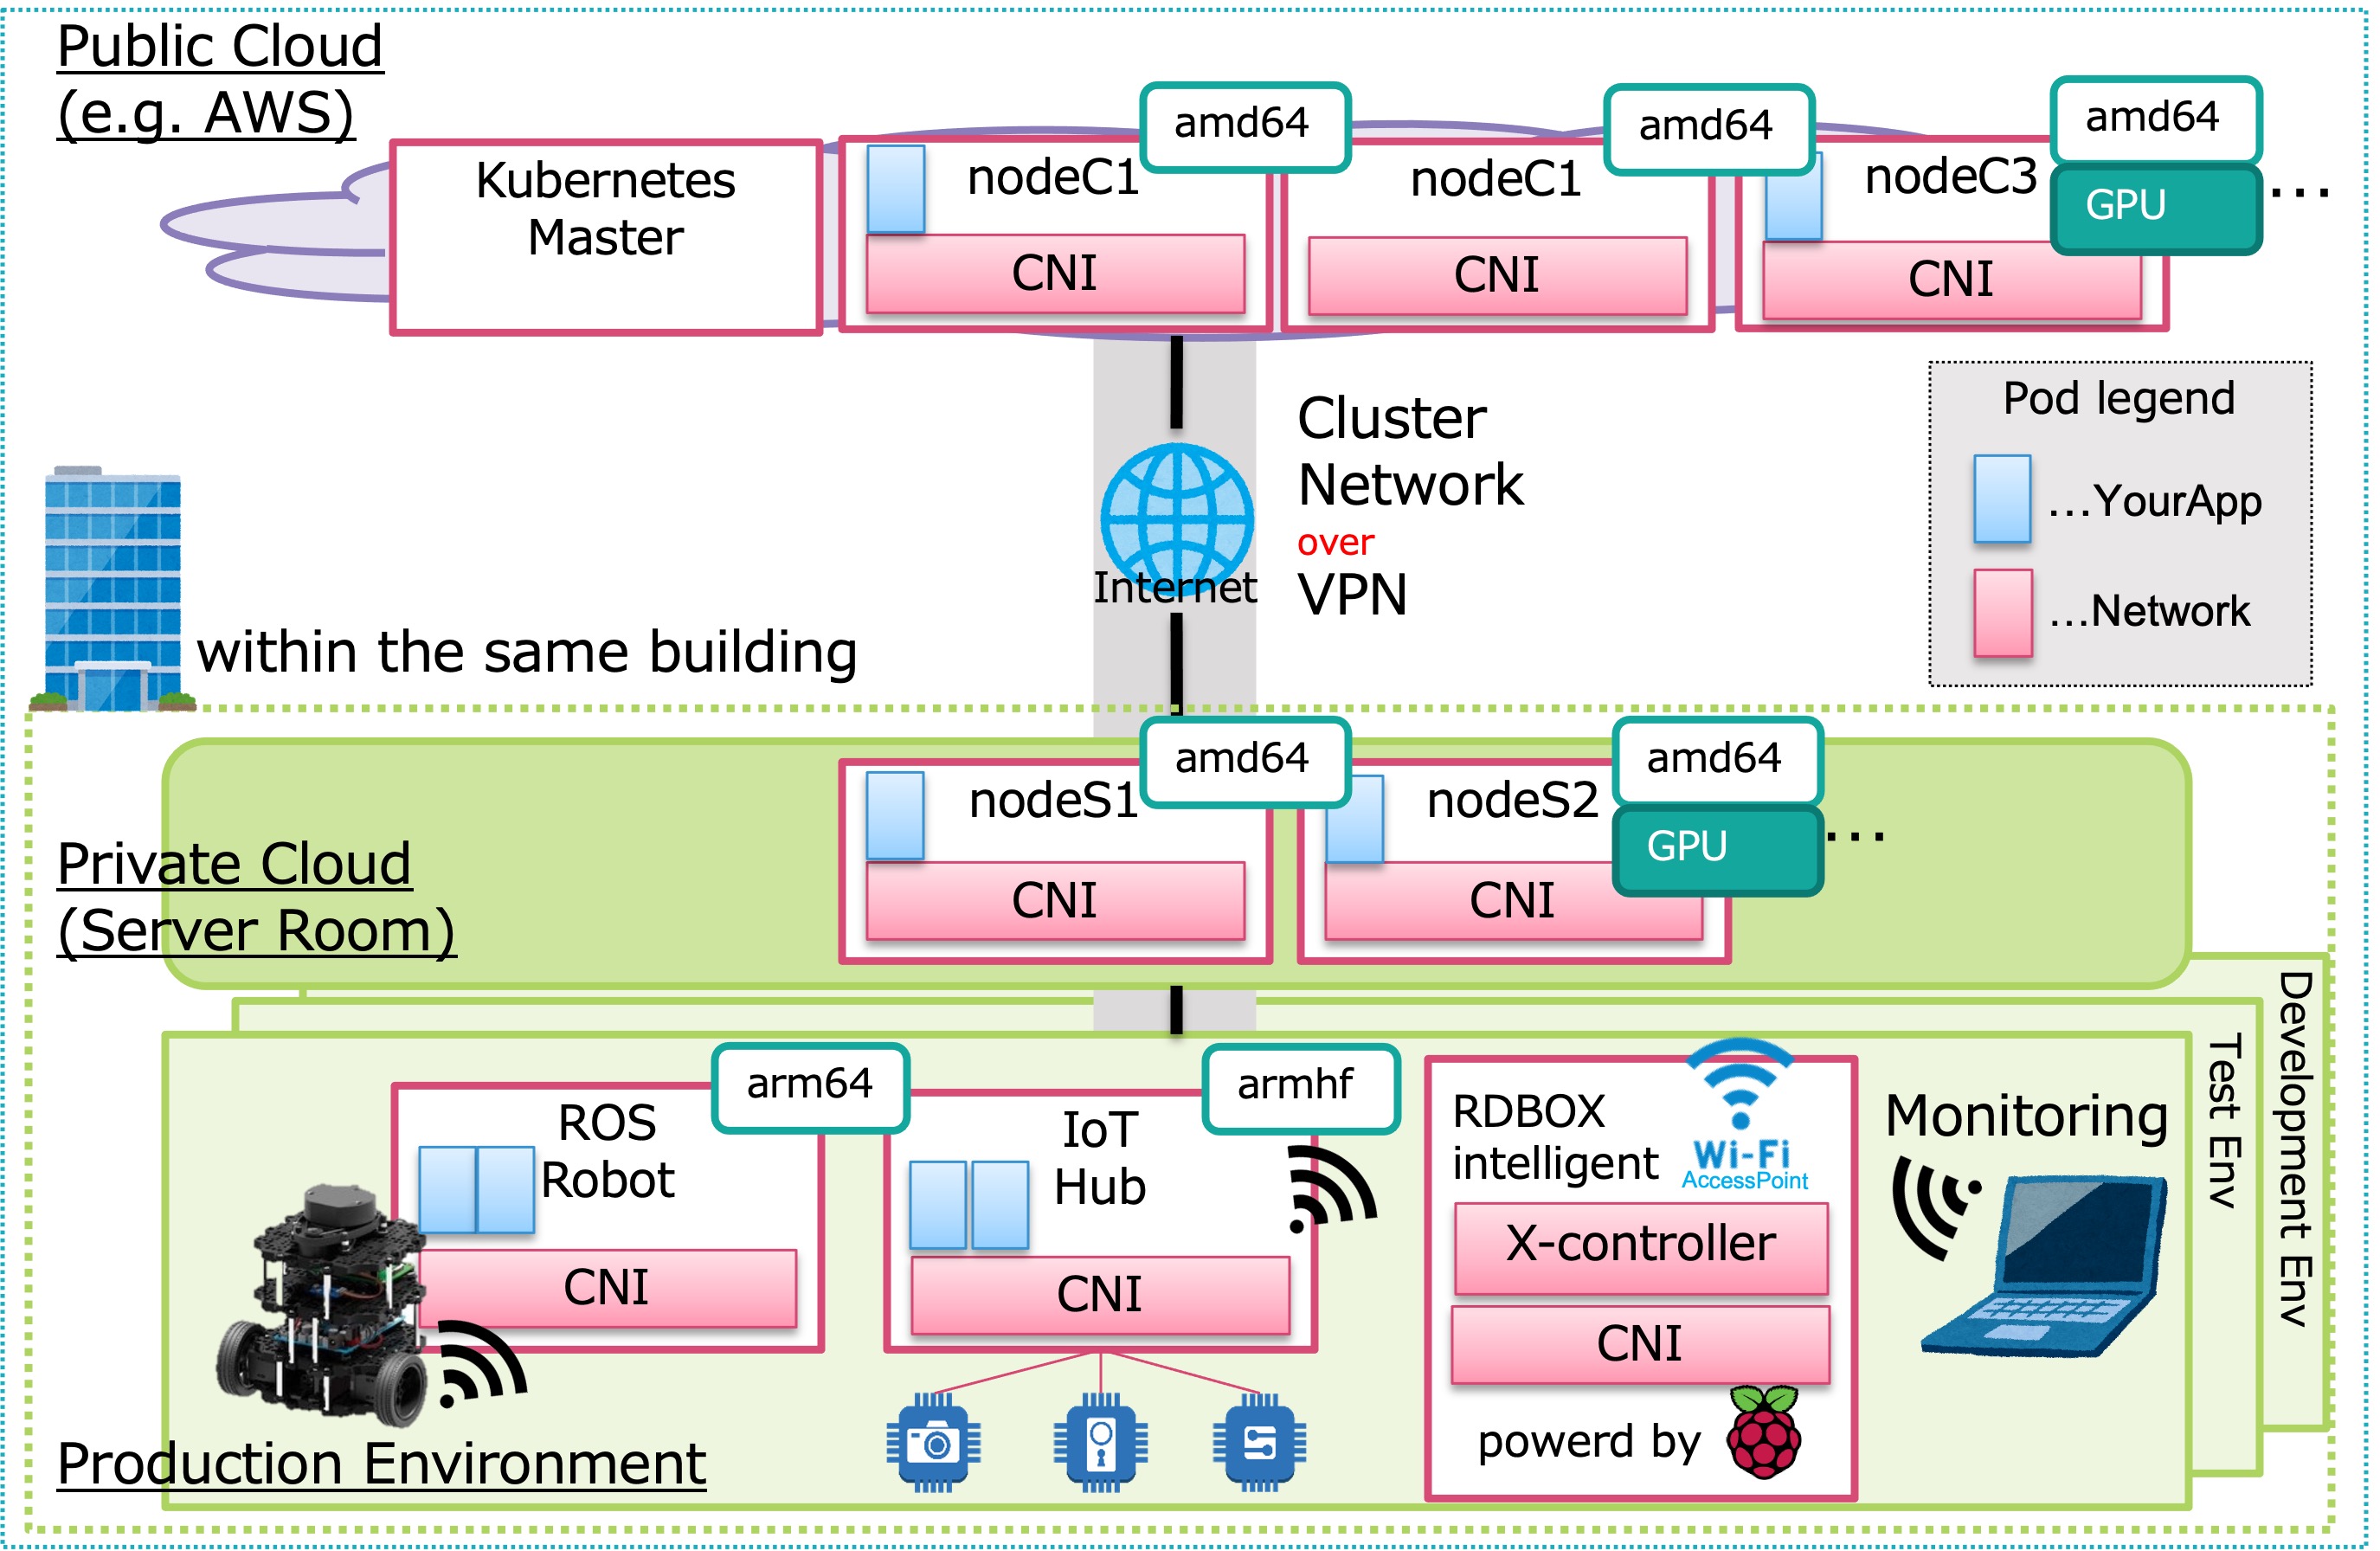 Public Cloud
(e.g. AWS)
Kubernetes
Master
amd64
nodeC1
CNI
amd64
nodeC1
CNI
amd64
GPU
nodeC3
...
CNI
Cluster
Network
over
VPN
Internet
Pod legend
...YourApp
...Network
within the same building
Private Cloud
(Server Room)
amd64
nodeS1
CNI
amd64
GPU
nodeS2
...
CNI
arm64
ROS
Robot
CNI
armhf
IoT
Hub
CNI
RDBOX
intelligent
Wi-Fi
AccessPoint
X-controller
CNI
powerd by
Monitoring
Test Env
Development Env
Production Environment